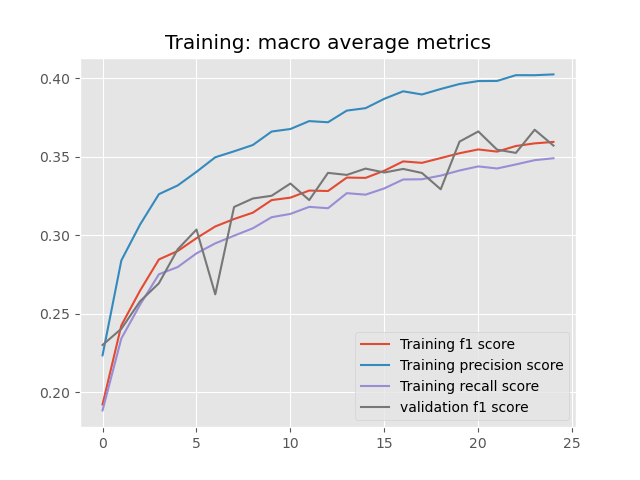 Training: macro average metrics
0.40
0.35
0.30
0.25
0.20
0 5 10 15 20 25
Training f1 score
Training precision score
Training recall score
validation f1 score